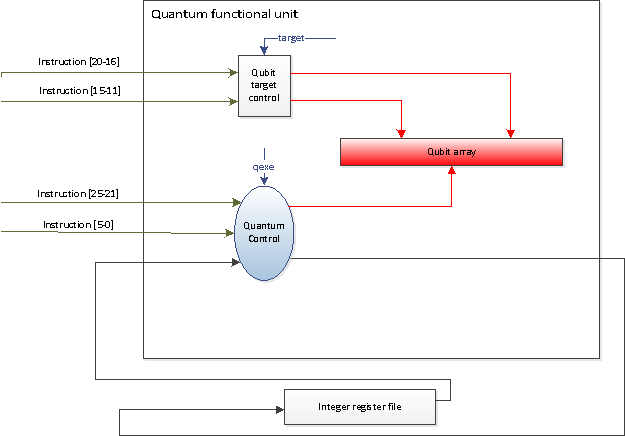 Quantum functional unit
target
Instruction [20-16]
Qubit
target
control
Instruction [15-11]
Qubit array
qexe
Instruction [25-21]
Instruction [5-0]
Quantum
Control
Integer register file